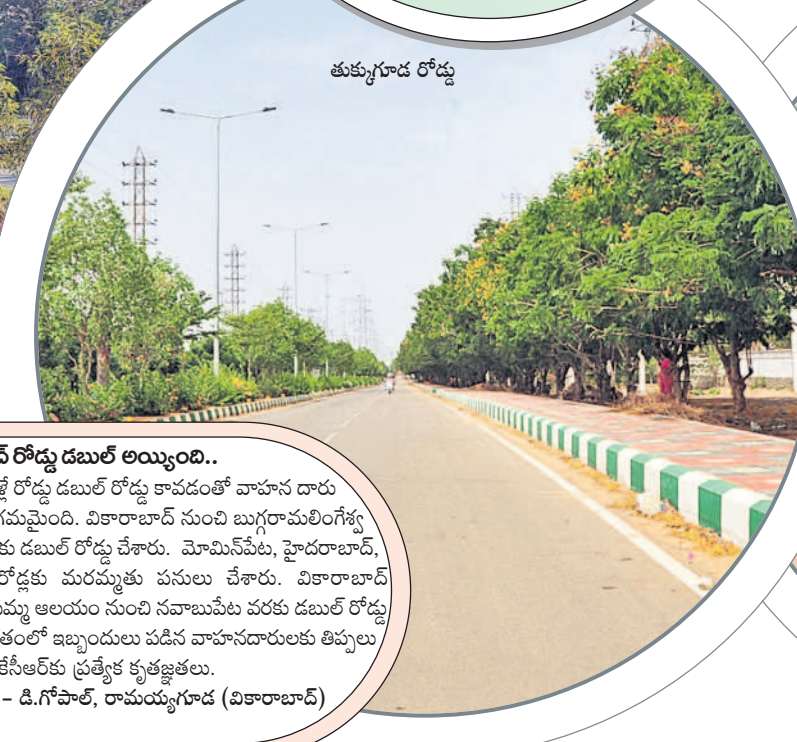 తుక్కుగూడ రోడ్డు
రోడ్డు డబుల్ అయ్యింది..
రోడ్డు డబుల్ రోడ్డు కావడంతో వాహన దారు
వికారాబాద్ నుంచి బుగ్గరామలింగేశ్వ
డబుల్ రోడ్డు చేశారు. మోమిన్‌పేట, హైదరాబాద్,
రోడ్లకు మరమ్మతు పనులు చేశారు. వికారాబాద్
ఆలయం నుంచి నవాబుపేట వరకు డబుల్ రోడ్డు
ఇబ్బందులు పడిన వాహనదారులకు తిప్పలు
కేసీఆర్‌కు ప్రత్యేక కృతజ్ఞతలు.
– డి.గోపాల్, రామయ్యగూడ (వికారాబాద్)